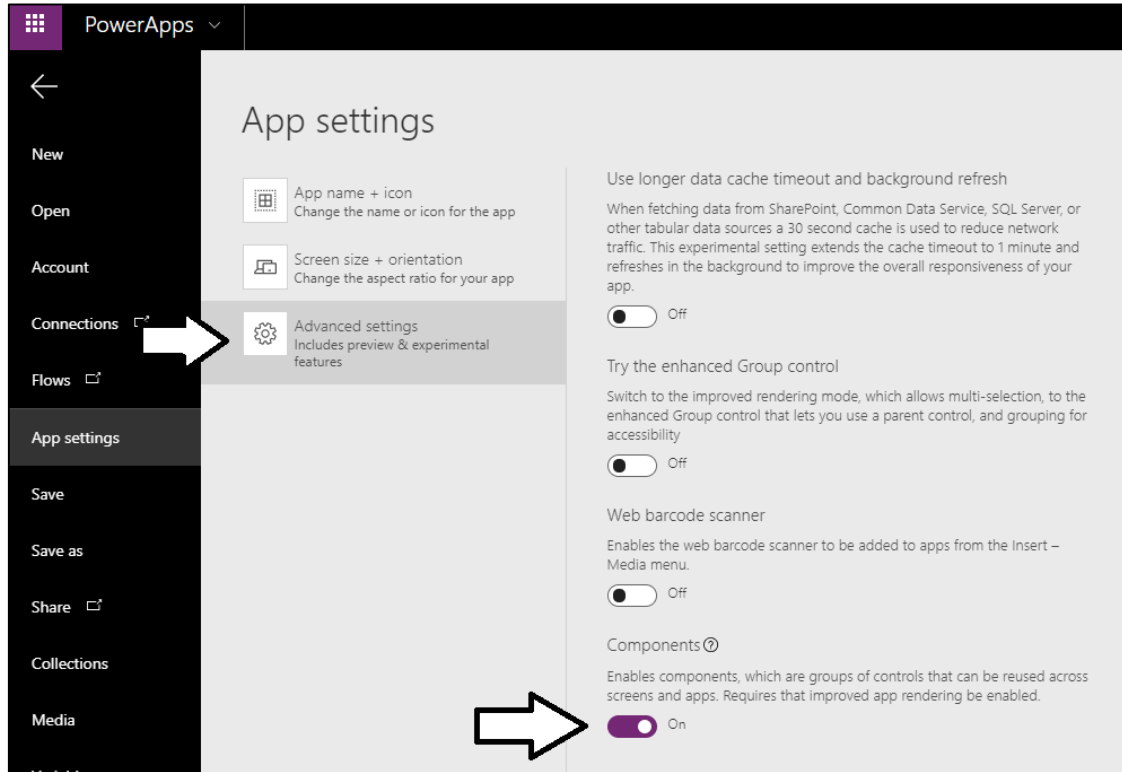 PowerApps
App settings
New
Open
Account
Connections
Flows
App settings
Save
Save as
Share
Collections
Media
App name + icon
Change the name or icon for the app
Screen size + orientation
Change the aspect ratio for your app
Advanced settings
Includes preview & experimental
features
Use longer data cache timeout and background refresh
When fetching data from SharePoint, Common Data Service, SQL Server, or
other tabular data sources a 30 second cache is used to reduce network
traffic. This experimental setting extends the cache timeout to 1 minute and
refreshes in the background to improve the overall responsiveness of your
app.
Off
Try the enhanced Group control
Switch to the improved rendering mode, which allows multi-selection, to the
enhanced Group control that lets you use a parent control, and grouping for
accessibility
Off
Web barcode scanner
Enables the web barcode scanner to be added to apps from the Insert –
Media menu.
Off
Components
Enables components, which are groups of controls that can be reused across
screens and apps. Requires that improved app rendering be enabled.
On